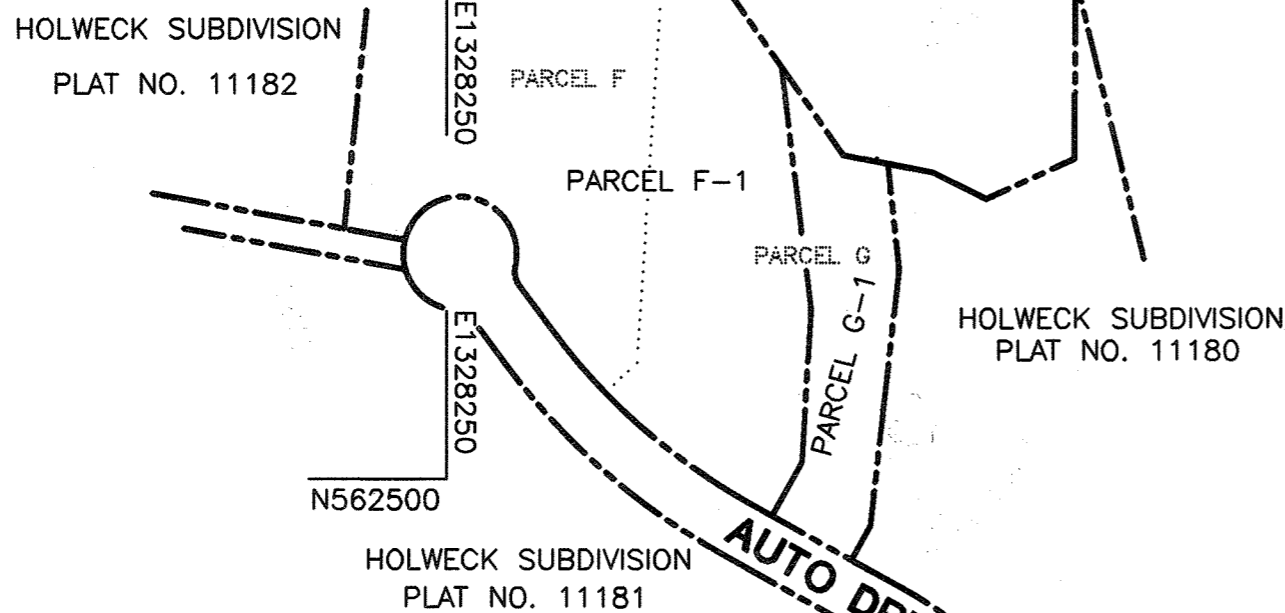 HOLWECK SUBDIVISION
PLAT NO. 11182
E1328250
PARCEL F
PARCEL F-1
PARCEL G
PARCEL G-1
HOLWECK SUBDIVISION
PLAT NO. 11180
E1328250
N562500
HOLWECK SUBDIVISION
PLAT NO. 11181
AUTO